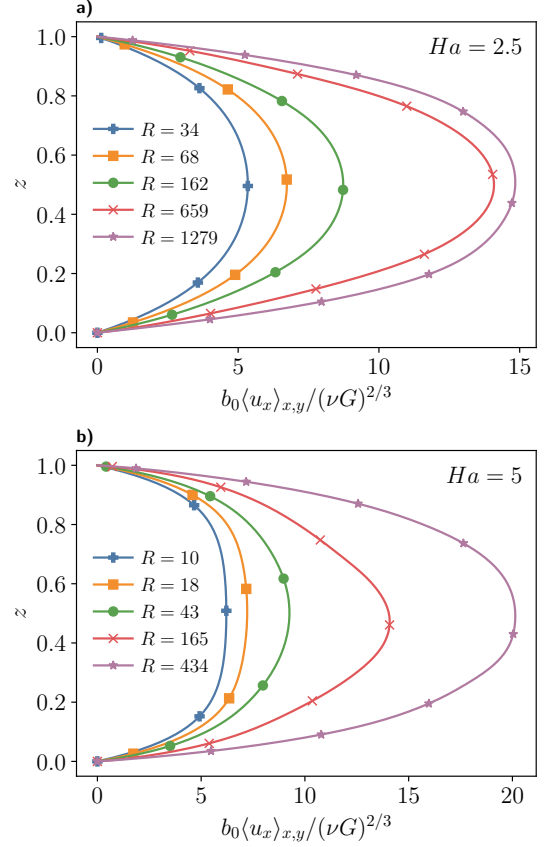 a)
Ha = 2.5
1.0
0.8
0.6
0.4
0.2
0.0
z
R = 34
R = 68
R = 162
R = 659
R = 1279
0 5 10 15
b₀⟨uₓ⟩ₓ,ᵧ/(νG)^{2/3}
b)
Ha = 5
1.0
0.8
0.6
0.4
0.2
0.0
z
R = 10
R = 18
R = 43
R = 165
R = 434
0 5 10 15 20
b₀⟨uₓ⟩ₓ,ᵧ/(νG)^{2/3}